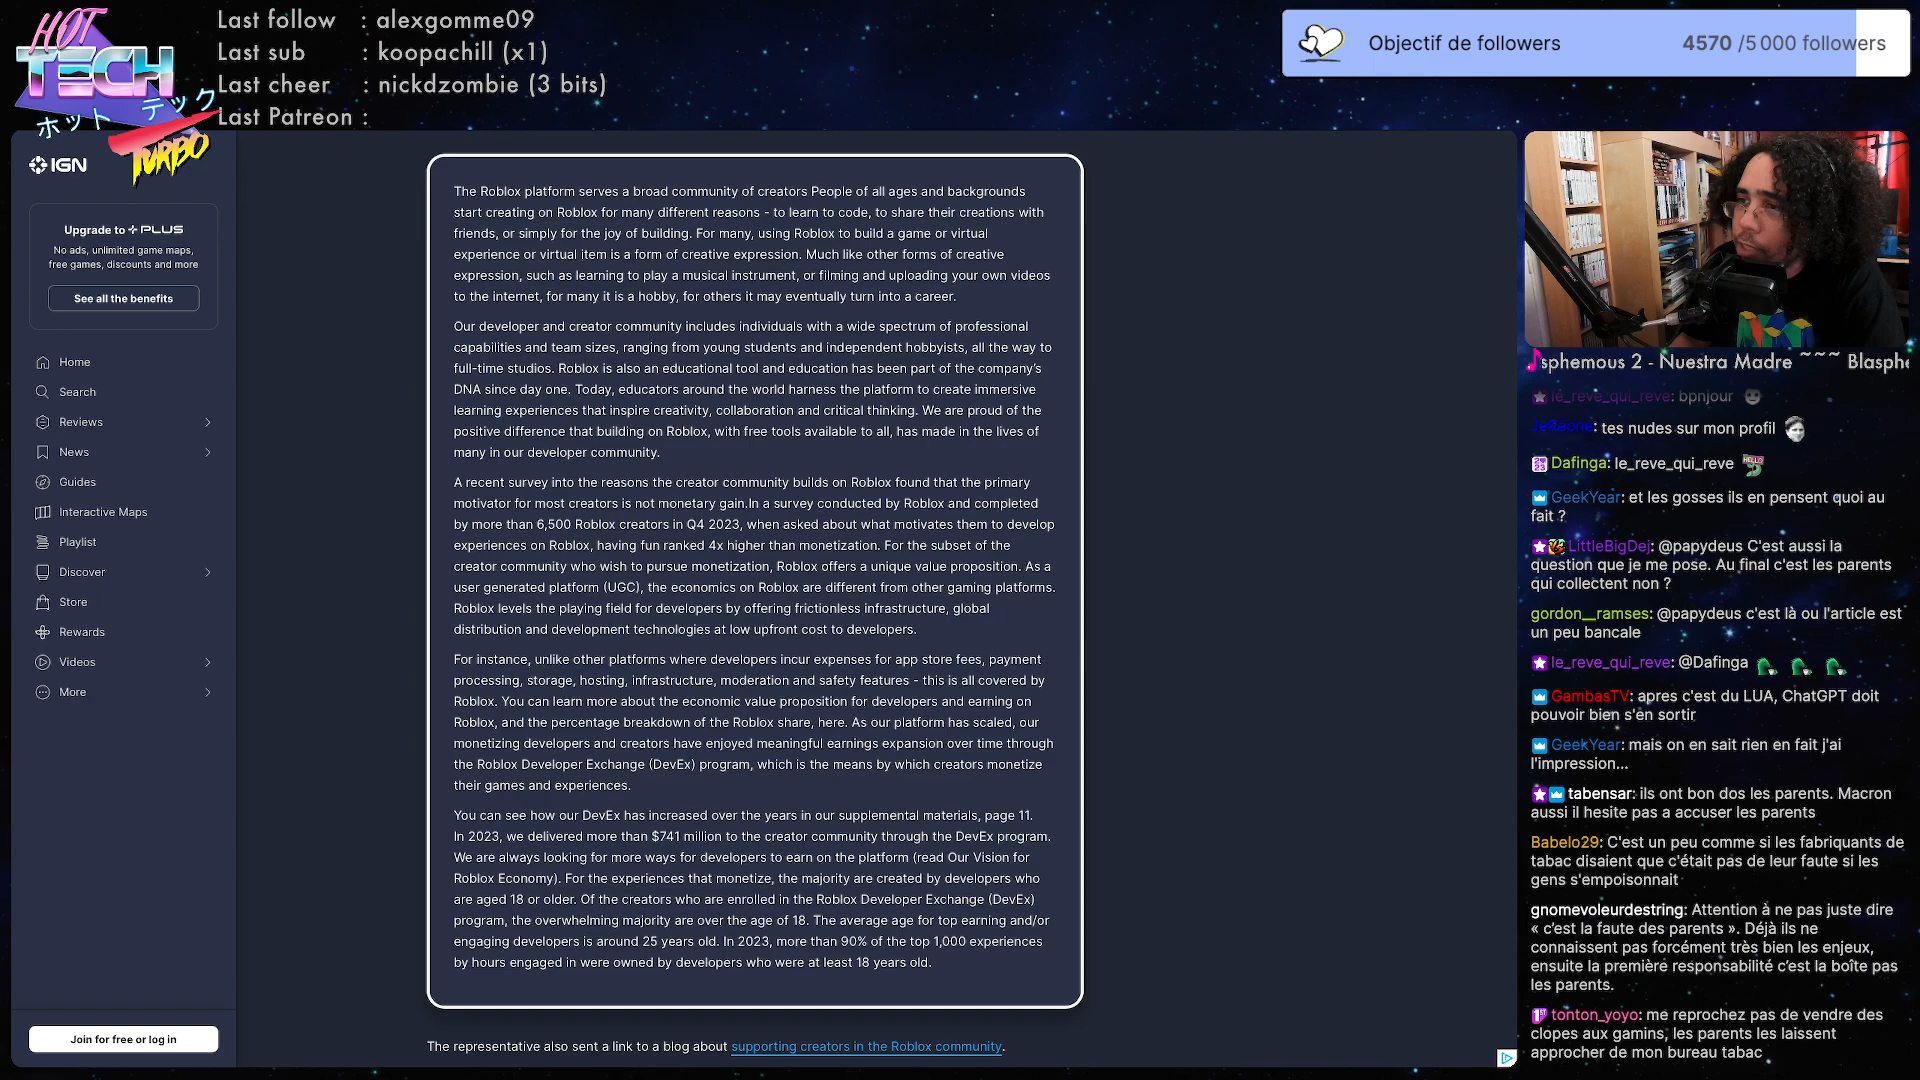 HOT
TECH
ホット テック
TURBO
Last follow : alexgomme09
Last sub : koopachill (x1)
Last cheer : nickdzombie (3 bits)
Last Patreon :
Objectif de followers 4570 /5 000 followers
IGN
Upgrade to PLUS
No ads, unlimited game maps,
free games, discounts and more
See all the benefits
Home
Search
Reviews
News
Guides
Interactive Maps
Playlist
Discover
Store
Rewards
Videos
More
Join for free or log in
The Roblox platform serves a broad community of creators People of all ages and backgrounds
start creating on Roblox for many different reasons - to learn to code, to share their creations with
friends, or simply for the joy of building. For many, using Roblox to build a game or virtual
experience or virtual item is a form of creative expression. Much like other forms of creative
expression, such as learning to play a musical instrument, or filming and uploading your own videos
to the internet, for many it is a hobby, for others it may eventually turn into a career.
Our developer and creator community includes individuals with a wide spectrum of professional
capabilities and team sizes, ranging from young students and independent hobbyists, all the way to
full-time studios. Roblox is also an educational tool and education has been part of the company's
DNA since day one. Today, educators around the world harness the platform to create immersive
learning experiences that inspire creativity, collaboration and critical thinking. We are proud of the
positive difference that building on Roblox, with free tools available to all, has made in the lives of
many in our developer community.
A recent survey into the reasons the creator community builds on Roblox found that the primary
motivator for most creators is not monetary gain.In a survey conducted by Roblox and completed
by more than 6,500 Roblox creators in Q4 2023, when asked about what motivates them to develop
experiences on Roblox, having fun ranked 4x higher than monetization. For the subset of the
creator community who wish to pursue monetization, Roblox offers a unique value proposition. As a
user generated platform (UGC), the economics on Roblox are different from other gaming platforms.
Roblox levels the playing field for developers by offering frictionless infrastructure, global
distribution and development technologies at low upfront cost to developers.
For instance, unlike other platforms where developers incur expenses for app store fees, payment
processing, storage, hosting, infrastructure, moderation and safety features - this is all covered by
Roblox. You can learn more about the economic value proposition for developers and earning on
Roblox, and the percentage breakdown of the Roblox share, here. As our platform has scaled, our
monetizing developers and creators have enjoyed meaningful earnings expansion over time through
the Roblox Developer Exchange (DevEx) program, which is the means by which creators monetize
their games and experiences.
You can see how our DevEx has increased over the years in our supplemental materials, page 11.
In 2023, we delivered more than $741 million to the creator community through the DevEx program.
We are always looking for more ways for developers to earn on the platform (read Our Vision for
Roblox Economy). For the experiences that monetize, the majority are created by developers who
are aged 18 or older. Of the creators who are enrolled in the Roblox Developer Exchange (DevEx)
program, the overwhelming majority are over the age of 18. The average age for top earning and/or
engaging developers is around 25 years old. In 2023, more than 90% of the top 1,000 experiences
by hours engaged in were owned by developers who were at least 18 years old.
The representative also sent a link to a blog about supporting creators in the Roblox community.
sphemous 2 - Nuestra Madre ~~~ Blasphe
le_reve_qui_reve: bpnjour
JeReone: tes nudes sur mon profil
Dafinga: le_reve_qui_reve HELLO
GeekYear: et les gosses ils en pensent quoi au
fait ?
LittleBigDej: @papydeus C'est aussi la
question que je me pose. Au final c'est les parents
qui collectent non ?
gordon__ramses: @papydeus c'est là ou l'article est
un peu bancale
le_reve_qui_reve: @Dafinga
GambasTV: apres c'est du LUA, ChatGPT doit
pouvoir bien s'en sortir
GeekYear: mais on en sait rien en fait j'ai
l'impression...
tabensar: ils ont bon dos les parents. Macron
aussi il hesite pas a accuser les parents
Babelo29: C'est un peu comme si les fabriquants de
tabac disaient que c'était pas de leur faute si les
gens s'empoisonnait
gnomevoleurdestring: Attention à ne pas juste dire
« c'est la faute des parents ». Déjà ils ne
connaissent pas forcément très bien les enjeux,
ensuite la première responsabilité c'est la boîte pas
les parents.
tonton_yoyo: me reprochez pas de vendre des
clopes aux gamins, les parents les laissent
approcher de mon bureau tabac